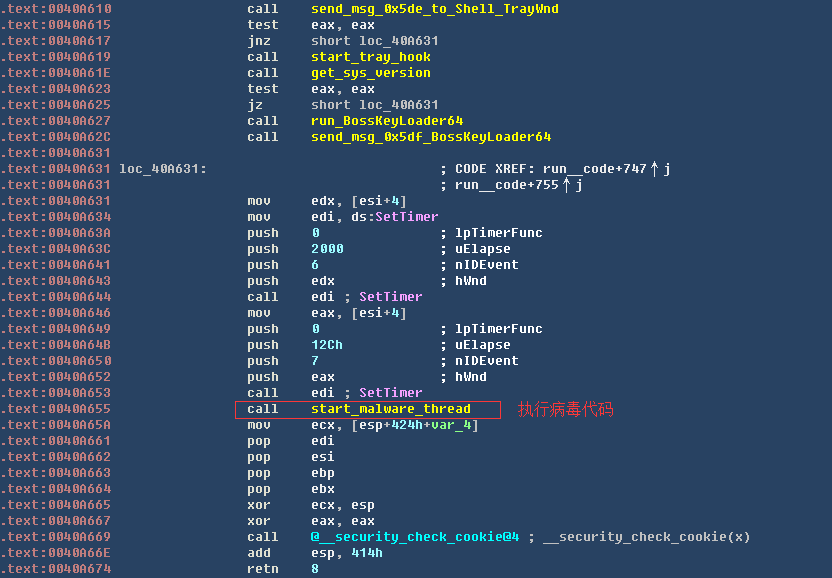 .text:0040A610 call send_msg_0x5de_to_Shell_TrayWnd
.text:0040A615 test eax, eax
.text:0040A617 jnz short loc_40A631
.text:0040A619 call start_tray_hook
.text:0040A61E call get_sys_version
.text:0040A623 test eax, eax
.text:0040A625 jz short loc_40A631
.text:0040A627 call run_BossKeyLoader64
.text:0040A62C call send_msg_0x5df_BossKeyLoader64
.text:0040A631
.text:0040A631 loc_40A631: ; CODE XREF: run__code+747↑j
.text:0040A631 ; run__code+755↑j
.text:0040A631 mov edx, [esi+4]
.text:0040A634 mov edi, ds:SetTimer
.text:0040A63A push 0 ; lpTimerFunc
.text:0040A63C push 2000 ; uElapse
.text:0040A641 push 6 ; nIDEvent
.text:0040A643 push edx ; hWnd
.text:0040A644 call edi ; SetTimer
.text:0040A646 mov eax, [esi+4]
.text:0040A649 push 0 ; lpTimerFunc
.text:0040A64B push 12Ch ; uElapse
.text:0040A650 push 7 ; nIDEvent
.text:0040A652 push eax ; hWnd
.text:0040A653 call edi ; SetTimer
.text:0040A655 call start_malware_thread 执行病毒代码
.text:0040A65A mov ecx, [esp+424h+var_4]
.text:0040A661 pop edi
.text:0040A662 pop esi
.text:0040A663 pop ebp
.text:0040A664 pop ebx
.text:0040A665 xor ecx, esp
.text:0040A667 xor eax, eax
.text:0040A669 call @__security_check_cookie@4 ; __security_check_cookie(x)
.text:0040A66E add esp, 414h
.text:0040A674 retn 8